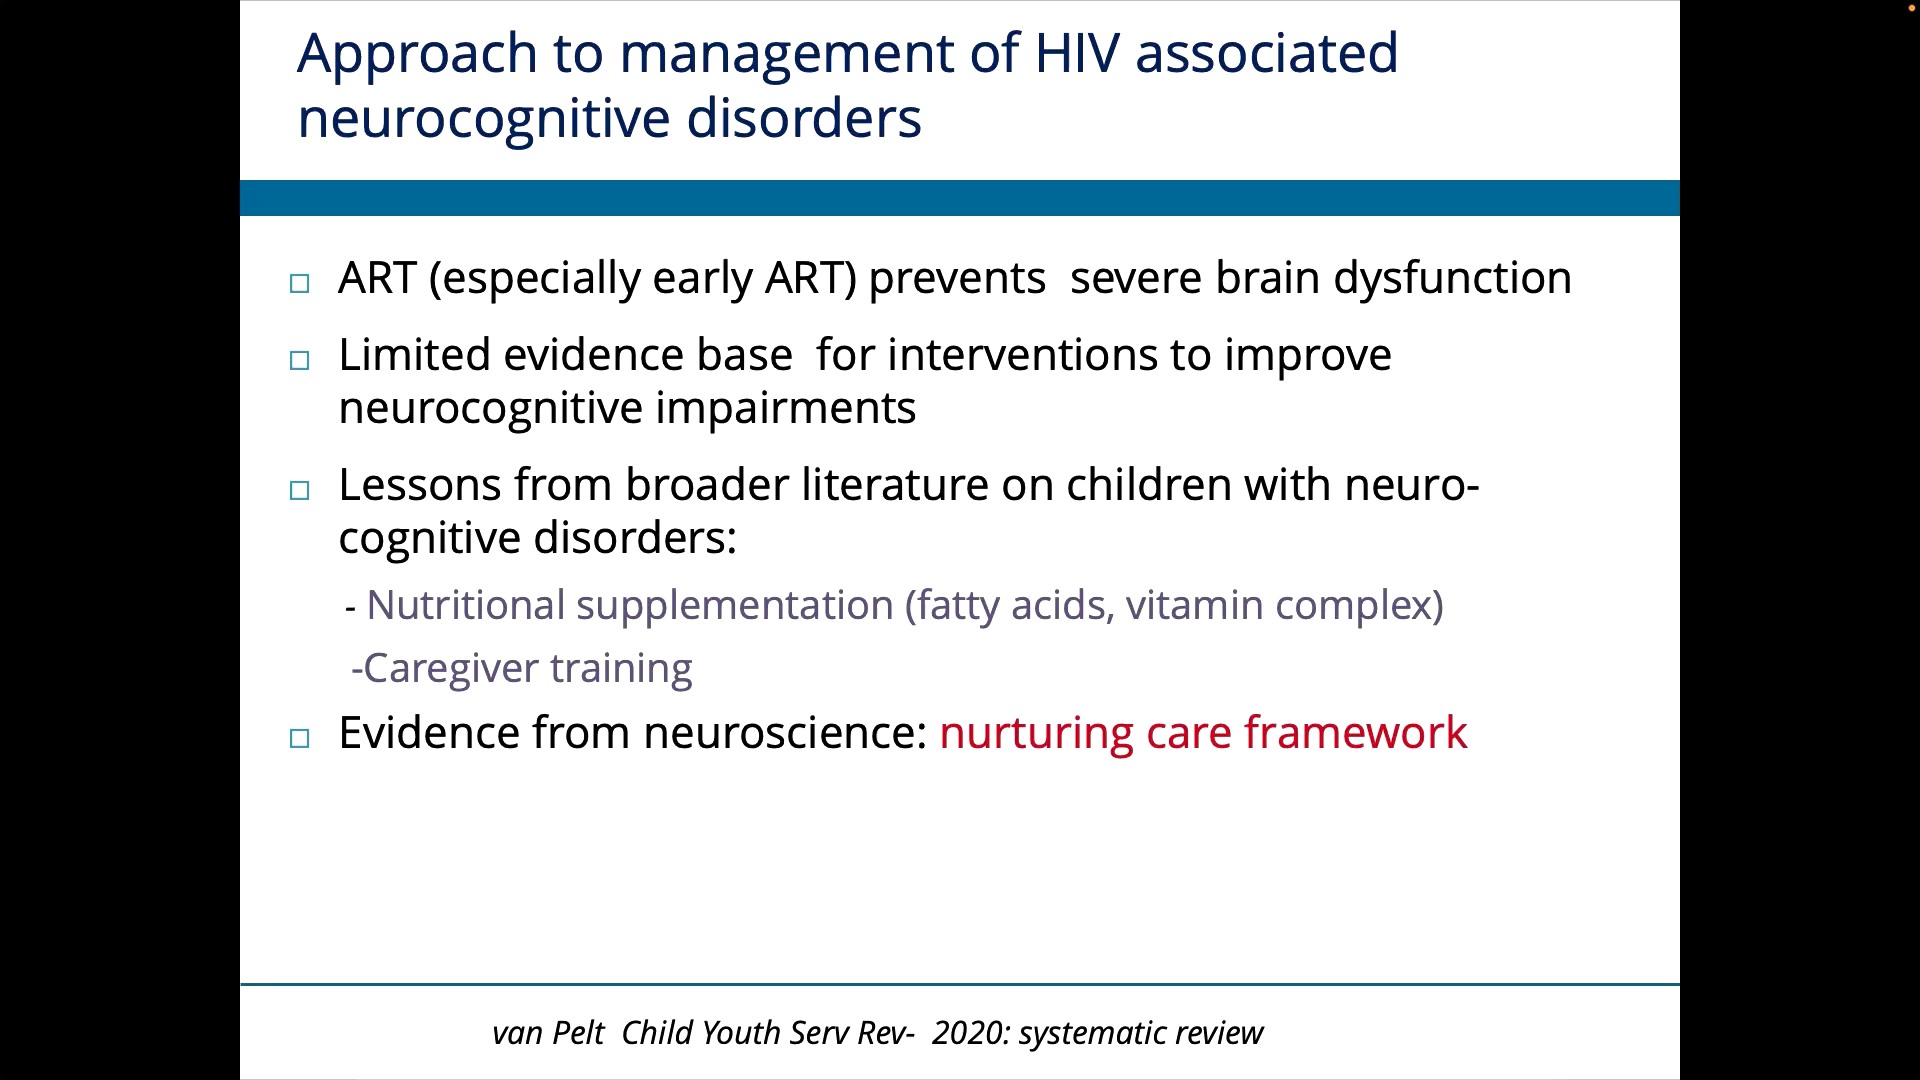 Approach to management of HIV associated
neurocognitive disorders
ART (especially early ART) prevents  severe brain dysfunction
Limited evidence base  for interventions to improve
neurocognitive impairments
Lessons from broader literature on children with neuro-
cognitive disorders:
- Nutritional supplementation (fatty acids, vitamin complex)
-Caregiver training
Evidence from neuroscience: nurturing care framework
van Pelt  Child Youth Serv Rev-  2020: systematic review